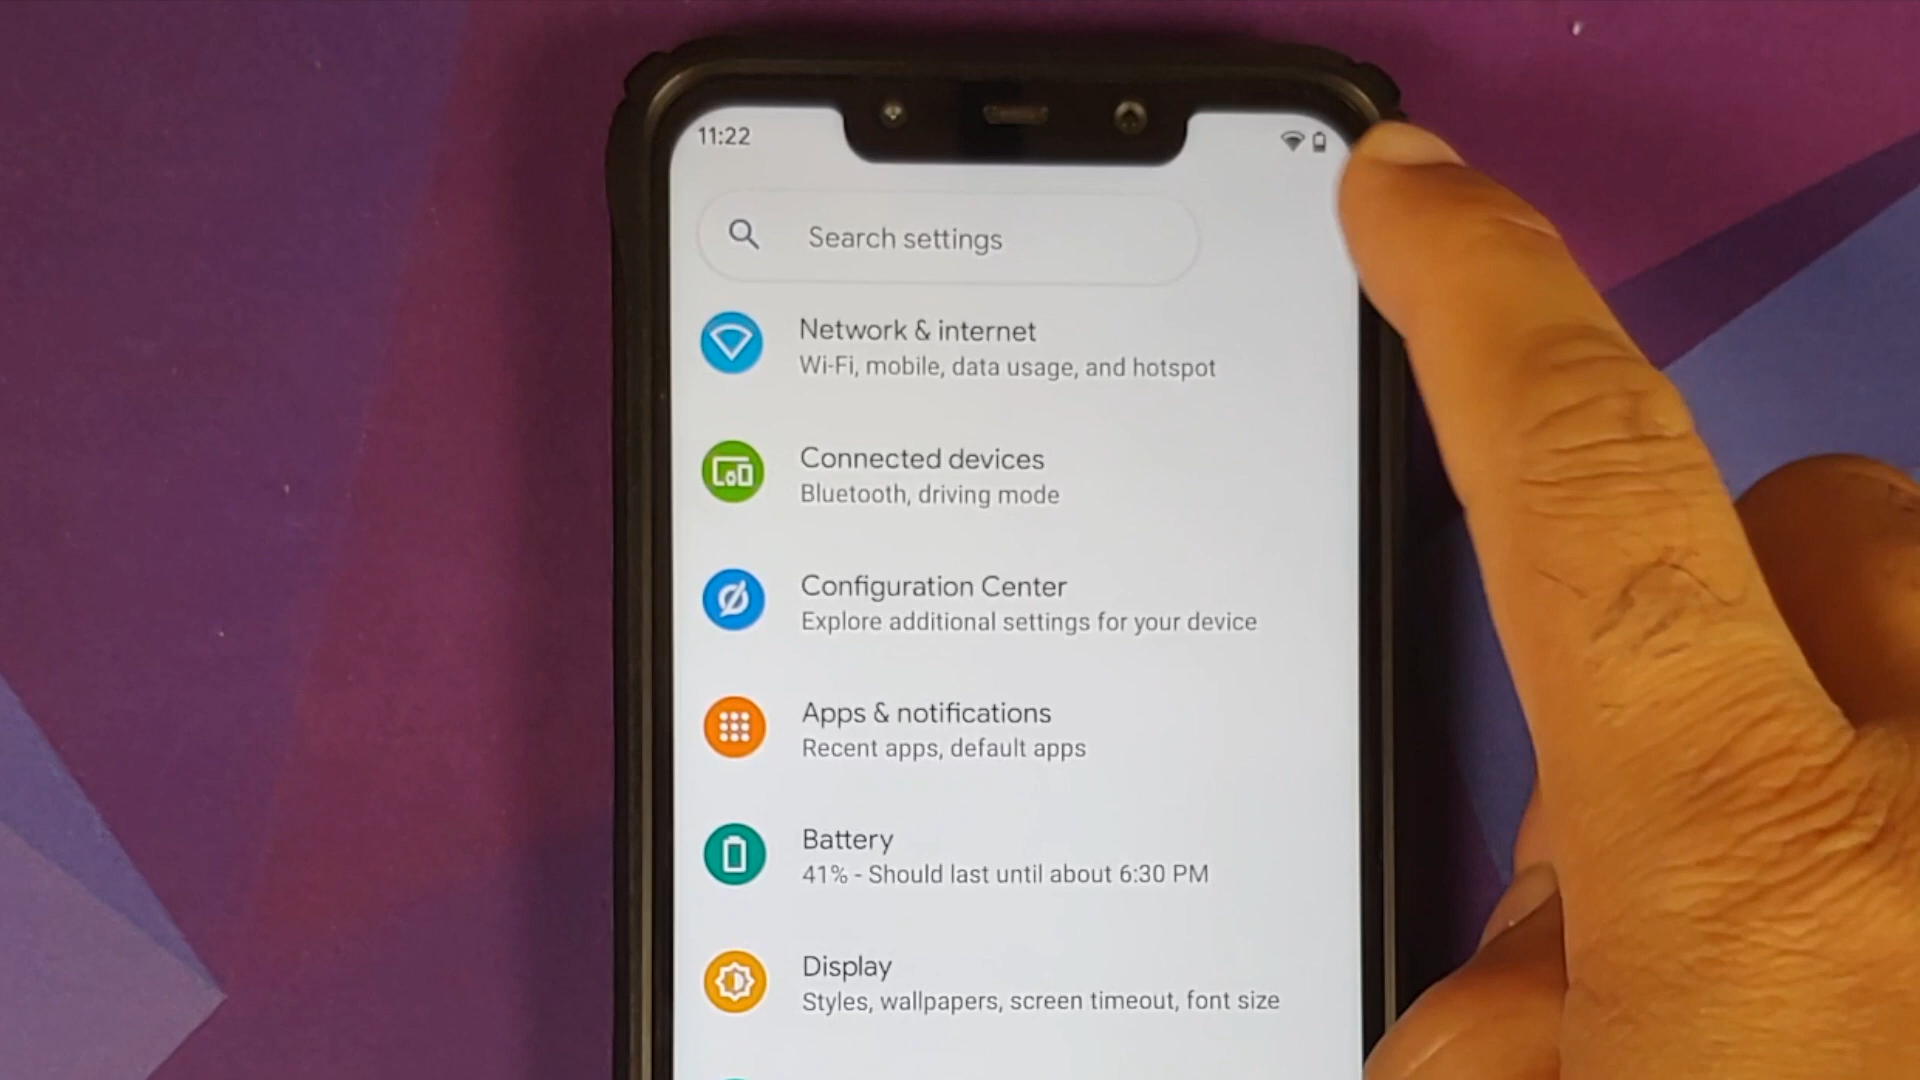 11:22
Search settings
Network & internet
Wi-Fi, mobile, data usage, and hotspot
Connected devices
Bluetooth, driving mode
Configuration Center
Explore additional settings for your device
Apps & notifications
Recent apps, default apps
Battery
41% - Should last until about 6:30 PM
Display
Styles, wallpapers, screen timeout, font size